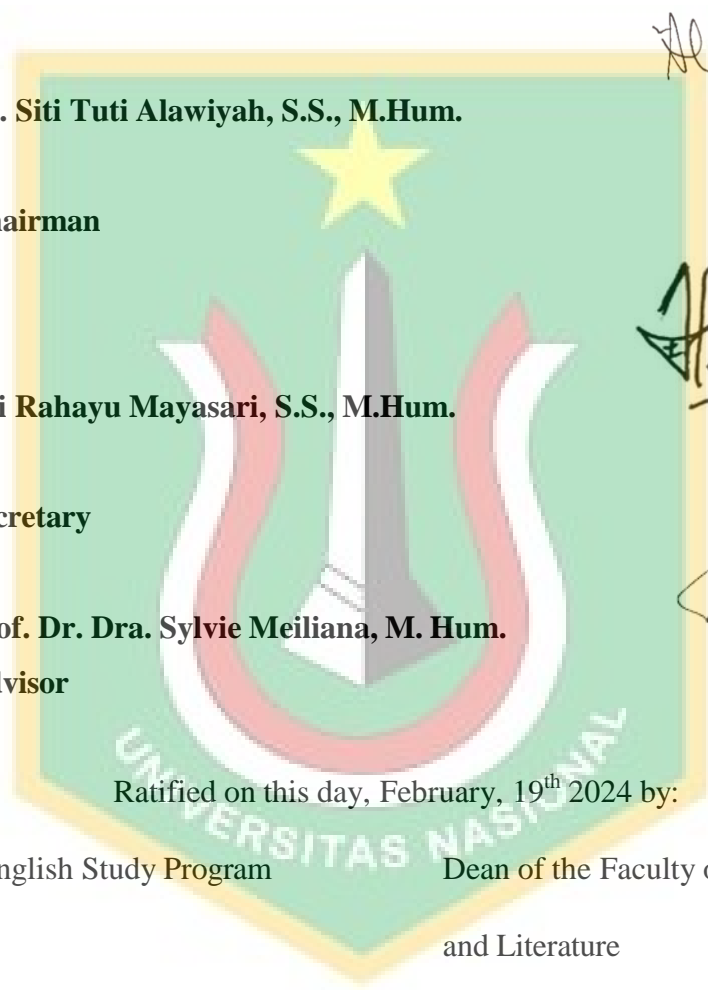 . Siti Tuti Alawiyah, S.S., M.Hum.
airman
i Rahayu Mayasari, S.S., M.Hum.
cretary
of. Dr. Dra. Sylvie Meiliana, M. Hum.
lvisor
Ratified on this day, February, 19th 2024 by:
nglish Study Program Dean of the Faculty o
and Literature
UNIVERSITAS NASIONAL